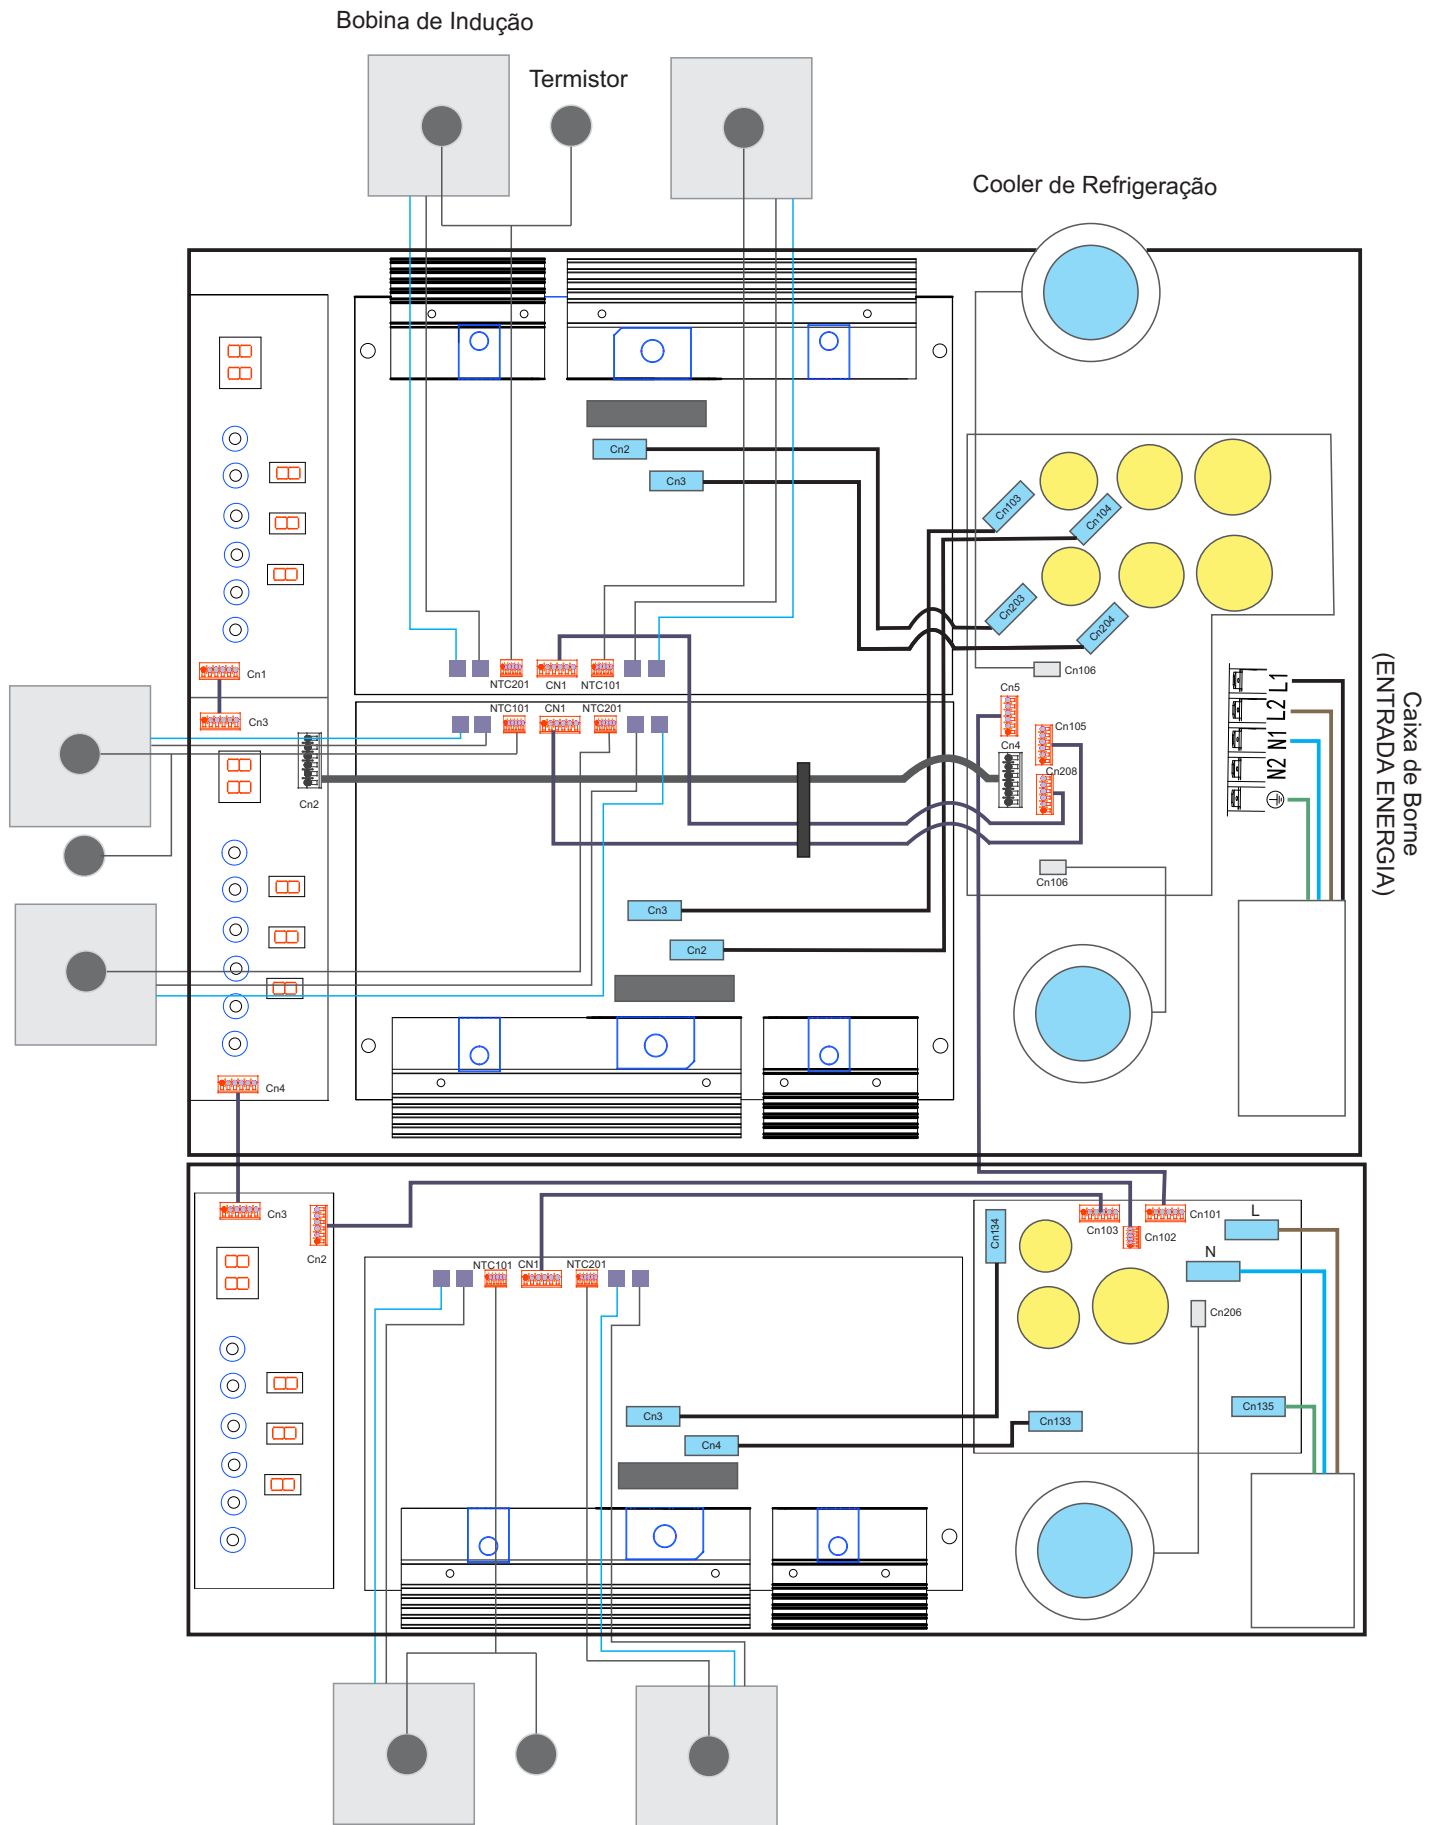 Bobina de Indução
Termistor
Cooler de Refrigeração
Cn2
Cn3
Cn103
Cn104
Cn203
Cn204
Cn106
Cn1
NTC201
CN1
NTC101
Cn5
L1
L2
N1
N2
Caixa de Borne
(ENTRADA ENERGIA)
Cn3
NTC101
CN1
NTC201
Cn105
Cn4
Cn208
Cn2
Cn106
Cn3
Cn2
Cn4
Cn3
Cn2
NTC101
CN1
NTC201
Cn134
Cn103
Cn102
Cn101
L
N
Cn206
Cn3
Cn4
Cn133
Cn135